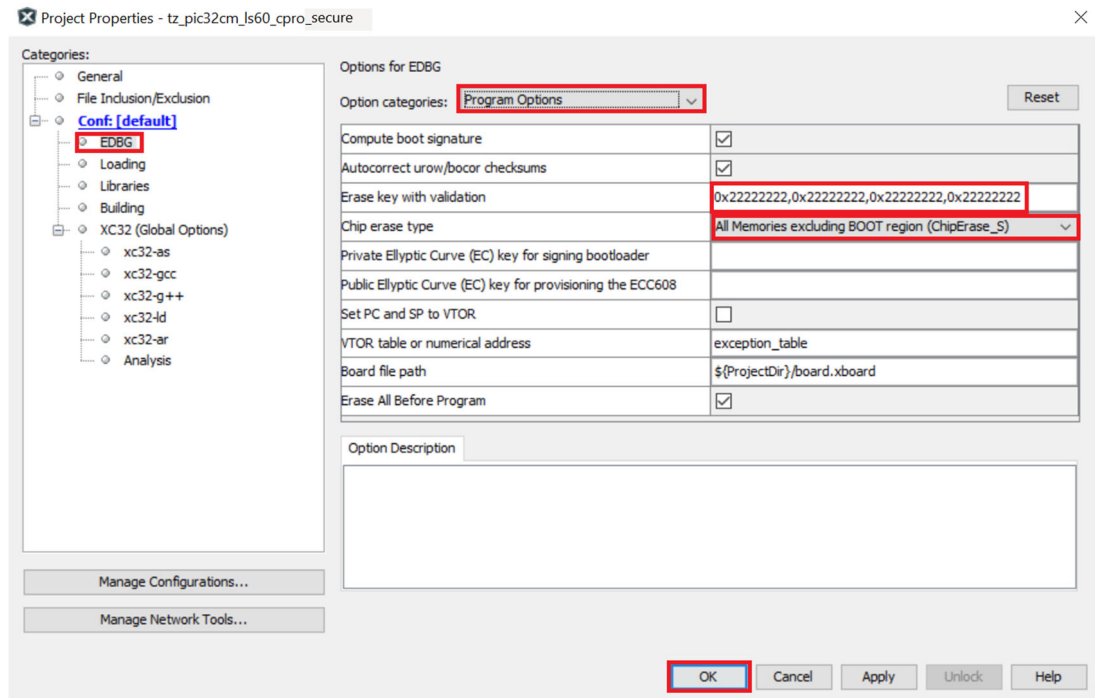 Project Properties - tz_pic32cm_ls60_cpro_secure
Categories:
General
File Inclusion/Exclusion
Conf: [default]
EDBG
Loading
Libraries
Building
XC32 (Global Options)
xc32-as
xc32-gcc
xc32-g++
xc32-ld
xc32-ar
Analysis
Manage Configurations...
Manage Network Tools...
Options for EDBG
Option categories: Program Options Reset
Compute boot signature
Autocorrect urow/bocor checksums
Erase key with validation 0x22222222,0x22222222,0x22222222,0x22222222
Chip erase type All Memories excluding BOOT region (ChipErase_S)
Private Ellyptic Curve (EC) key for signing bootloader
Public Ellyptic Curve (EC) key for provisioning the ECC608
Set PC and SP to VTOR
VTOR table or numerical address exception_table
Board file path ${ProjectDir}/board.xboard
Erase All Before Program
Option Description
OK Cancel Apply Unlock Help